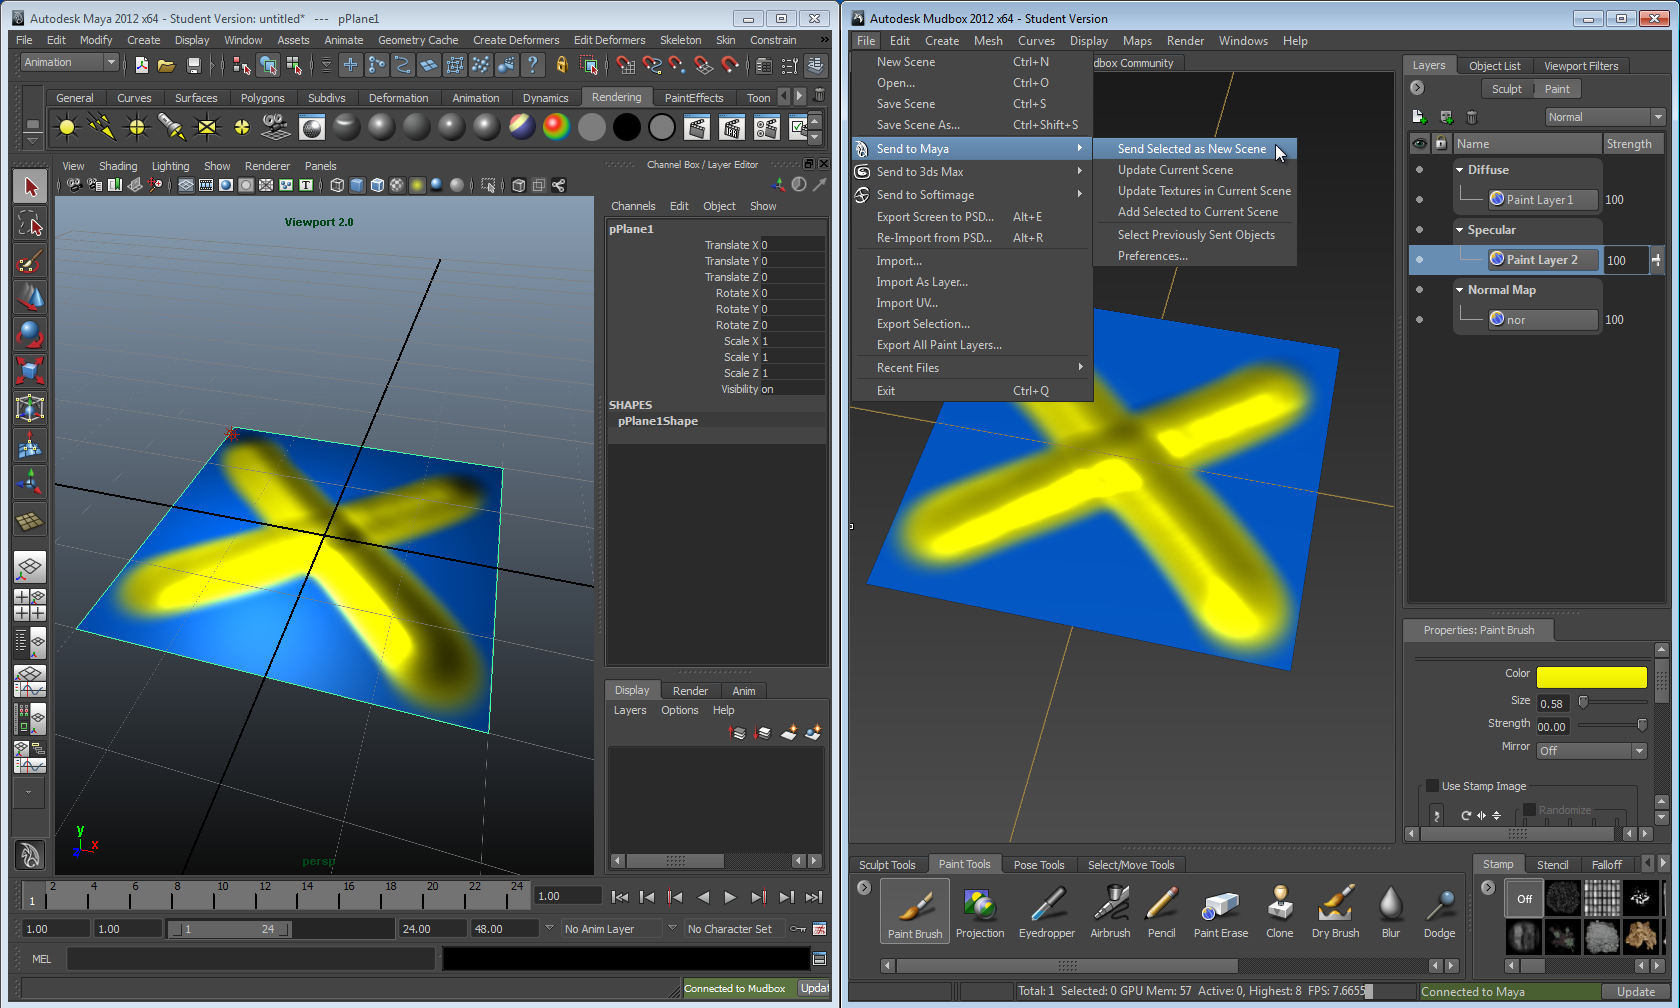 Autodesk Maya 2012 x64 - Student Version: untitled*   ---   pPlane1
File Edit Modify Create Display Window Assets Animate Geometry Cache Create Deformers Edit Deformers Skeleton Skin Constrain »
Animation
General Curves Surfaces Polygons Subdivs Deformation Animation Dynamics Rendering PaintEffects Toon
View Shading Lighting Show Renderer Panels
Viewport 2.0
persp
y
x
z
Channel Box / Layer Editor
Channels Edit Object Show
pPlane1
Translate X 0
Translate Y 0
Translate Z 0
Rotate X 0
Rotate Y 0
Rotate Z 0
Scale X 1
Scale Y 1
Scale Z 1
Visibility on
SHAPES
pPlane1Shape
Display Render Anim
Layers Options Help
2 4 6 8 10 12 14 16 18 20 22 24
1
1.00
1.00 1.00 1 24 24.00 48.00 No Anim Layer No Character Set
MEL
Connected to Mudbox Updat
Autodesk Mudbox 2012 x64 - Student Version
File Edit Create Mesh Curves Display Maps Render Windows Help
dbox Community
New Scene Ctrl+N
Open... Ctrl+O
Save Scene Ctrl+S
Save Scene As... Ctrl+Shift+S
Send to Maya
Send to 3ds Max
Send to Softimage
Export Screen to PSD... Alt+E
Re-Import from PSD... Alt+R
Import...
Import As Layer...
Import UV...
Export Selection...
Export All Paint Layers...
Recent Files
Exit Ctrl+Q
Send Selected as New Scene
Update Current Scene
Update Textures in Current Scene
Add Selected to Current Scene
Select Previously Sent Objects
Preferences...
Layers Object List Viewport Filters
Sculpt Paint
Normal
Name Strength
Diffuse
Paint Layer 1 100
Specular
Paint Layer 2 100
Normal Map
nor 100
Properties: Paint Brush
Color
Size 0.58
Strength 00.00
Mirror Off
Use Stamp Image
Randomize
Sculpt Tools Paint Tools Pose Tools Select/Move Tools
Paint Brush Projection Eyedropper Airbrush Pencil Paint Erase Clone Dry Brush Blur Dodge
Stamp Stencil Falloff
Off
Total: 1 Selected: 0 GPU Mem: 57 Active: 0, Highest: 8 FPS: 7.6655
Connected to Maya Update